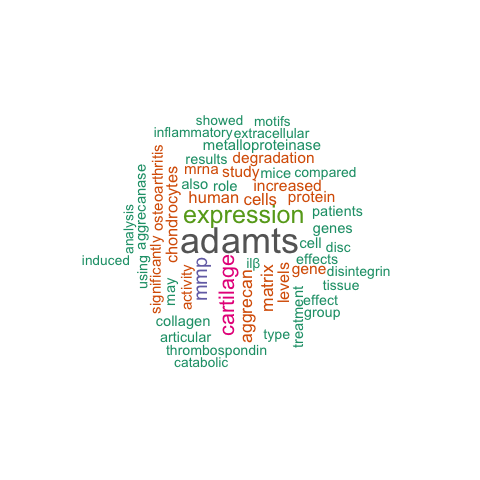 showed motifs
inflammatory extracellular
metalloproteinase
results degradation
mrna study mice compared
also role increased
human cells protein
expression patients
genes
adamts cell disc
induced
analysis
using aggrecanase
significantly osteoarthritis
may
chondrocytes
activity
mmp
cartilage
ilβ
aggrecan
matrix
levels
gene
effects
disintegrin
tissue
treatment
effect
group
collagen
articular
type
thrombospondin
catabolic